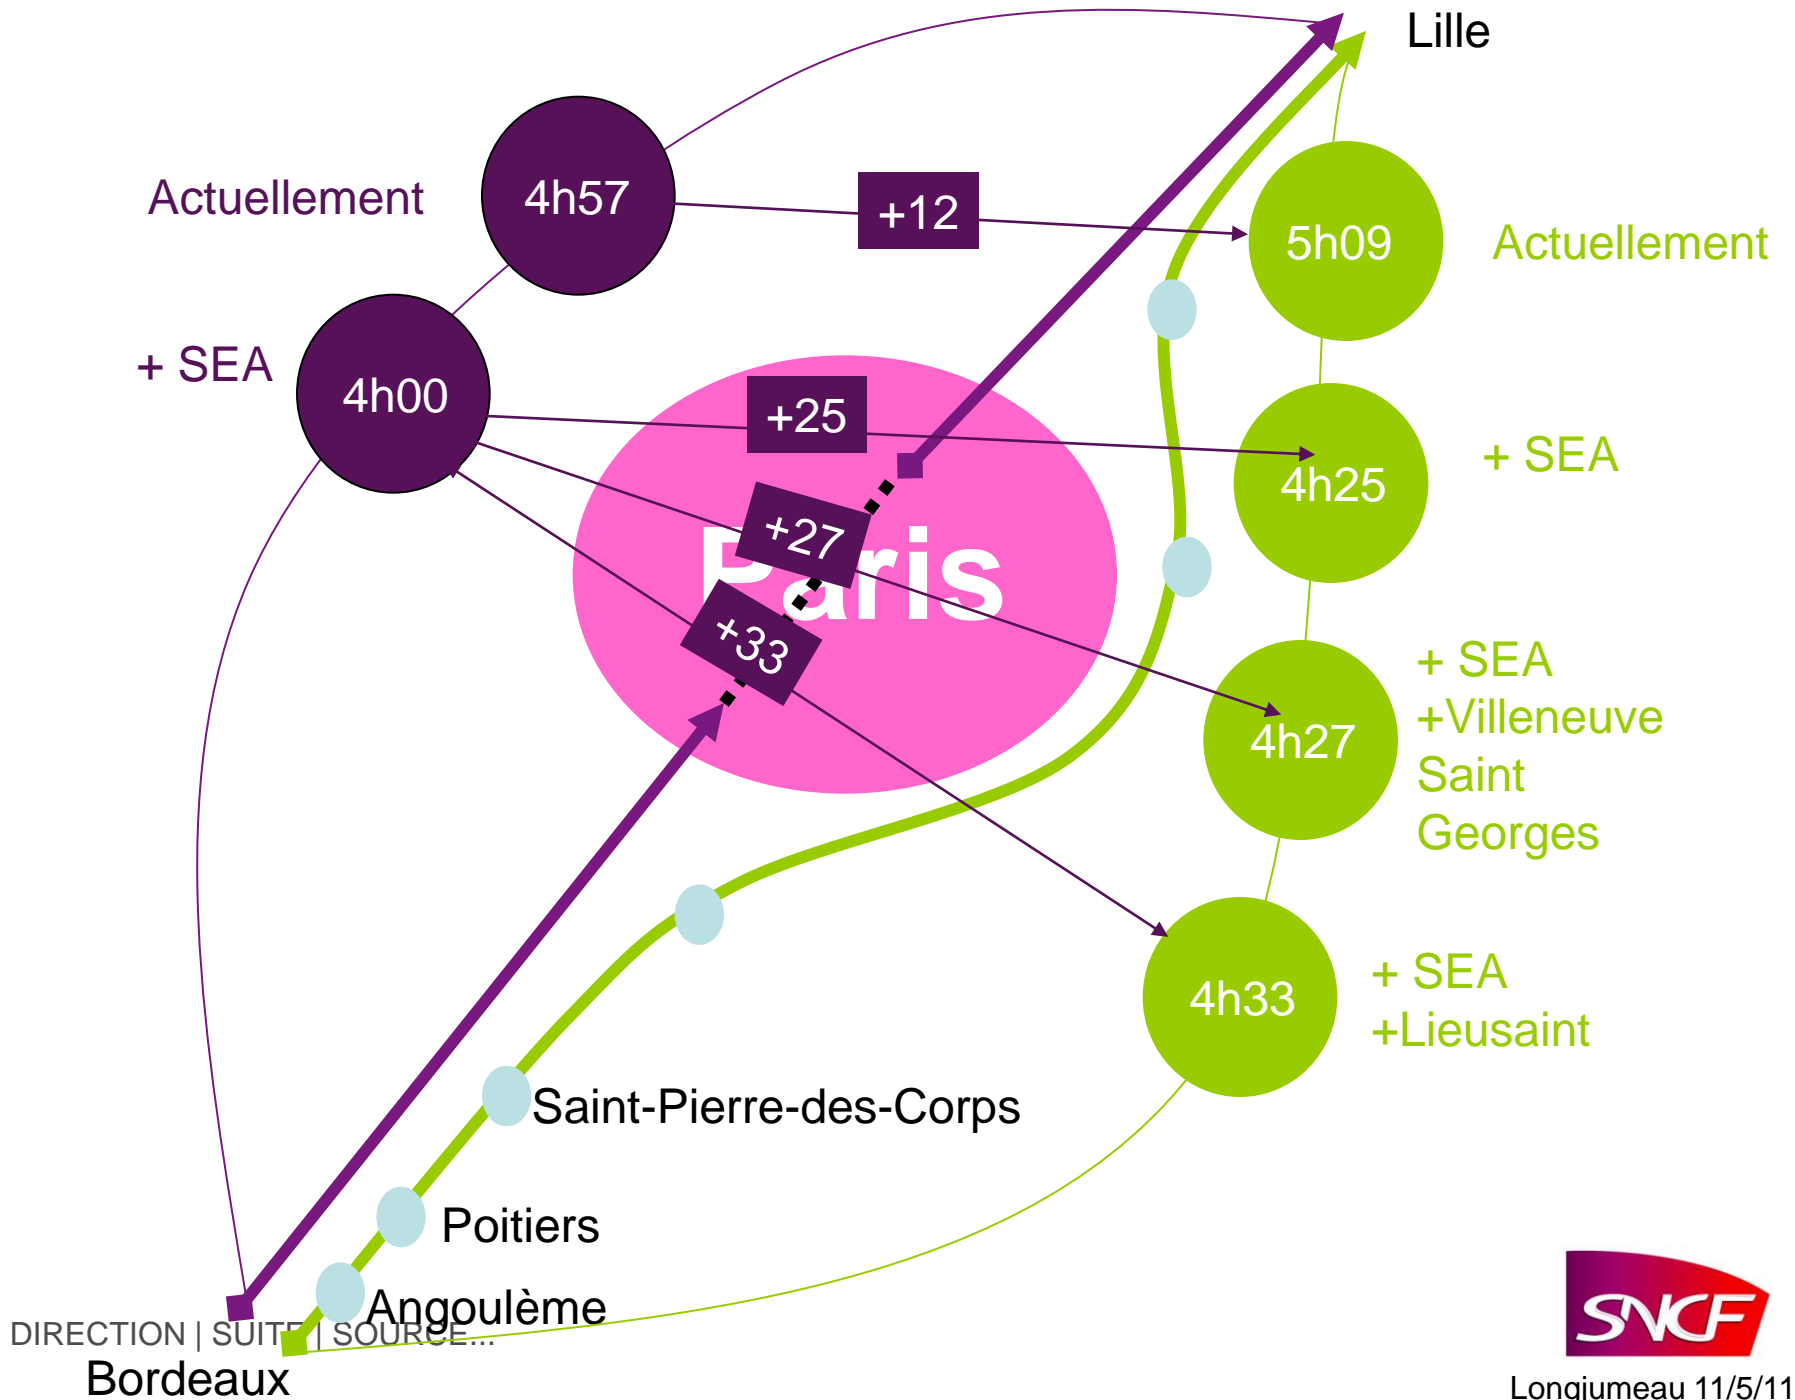 Lille
Actuellement
4h57
+12
5h09
Actuellement
+ SEA
4h00
+25
4h25
+ SEA
Paris
+27
+33
4h27
+ SEA
+Villeneuve
Saint
Georges
4h33
+ SEA
+Lieusaint
Saint-Pierre-des-Corps
Poitiers
Angoulème
DIRECTION | SUITE | SOURCE...
Bordeaux
SNCF
Longjumeau 11/5/11